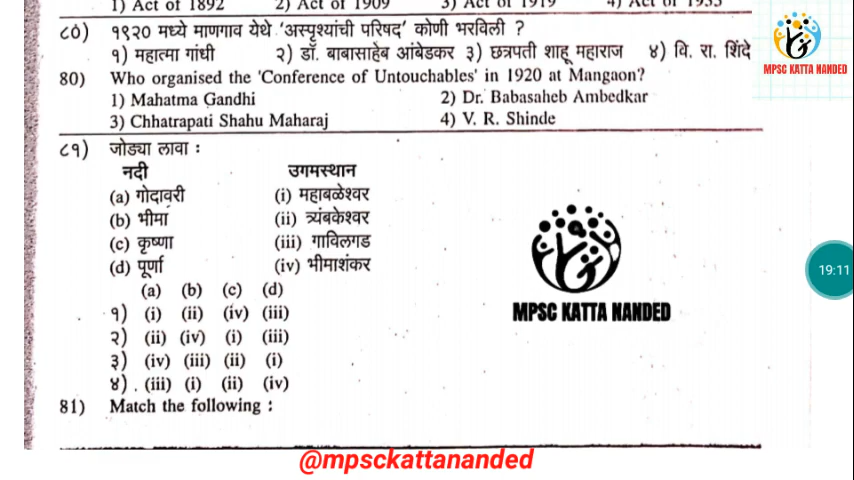 1) Act of 1892 2) Act of 1909 3) Act of 1919 4) Act of 1935
८०) १९२० मध्ये माणगाव येथे 'अस्पृश्यांची परिषद' कोणी भरविली ?
१) महात्मा गांधी २) डॉ. बाबासाहेब आंबेडकर ३) छत्रपती शाहू महाराज ४) वि. रा. शिंदे
MPSC KATTA NANDED
80) Who organised the 'Conference of Untouchables' in 1920 at Mangaon?
1) Mahatma Gandhi 2) Dr. Babasaheb Ambedkar
3) Chhatrapati Shahu Maharaj 4) V. R. Shinde
८१) जोड्या लावा :
नदी उगमस्थान
(a) गोदावरी (i) महाबळेश्वर
(b) भीमा (ii) त्र्यंबकेश्वर
(c) कृष्णा (iii) गाविलगड
(d) पूर्णा (iv) भीमाशंकर
(a) (b) (c) (d)
१) (i) (ii) (iv) (iii)
२) (ii) (iv) (i) (iii)
३) (iv) (iii) (ii) (i)
४) (iii) (i) (ii) (iv)
MPSC KATTA NANDED
19:11
81) Match the following :
@mpsckattananded